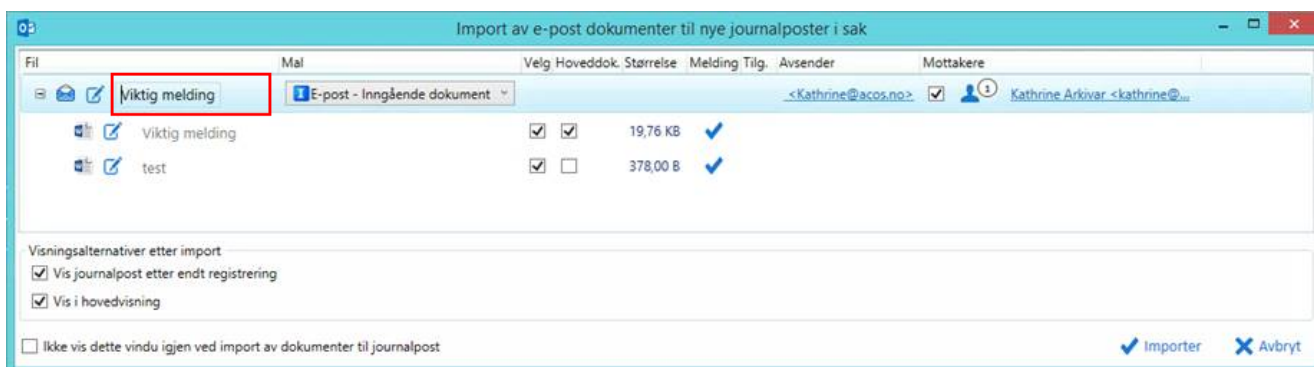 Import av e-post dokumenter til nye journalposter i sak
Fil Mal Velg Hoveddok. Størrelse Melding Tilg. Avsender Mottakere
Viktig melding E-post - Inngående dokument <Kathrine@acos.no> 1 Kathrine Arkivar <kathrine@...
Viktig melding 19,76 KB
test 378,00 B
Visningsalternativer etter import
Vis journalpost etter endt registrering
Vis i hovedvisning
Ikke vis dette vindu igjen ved import av dokumenter til journalpost Importer Avbryt